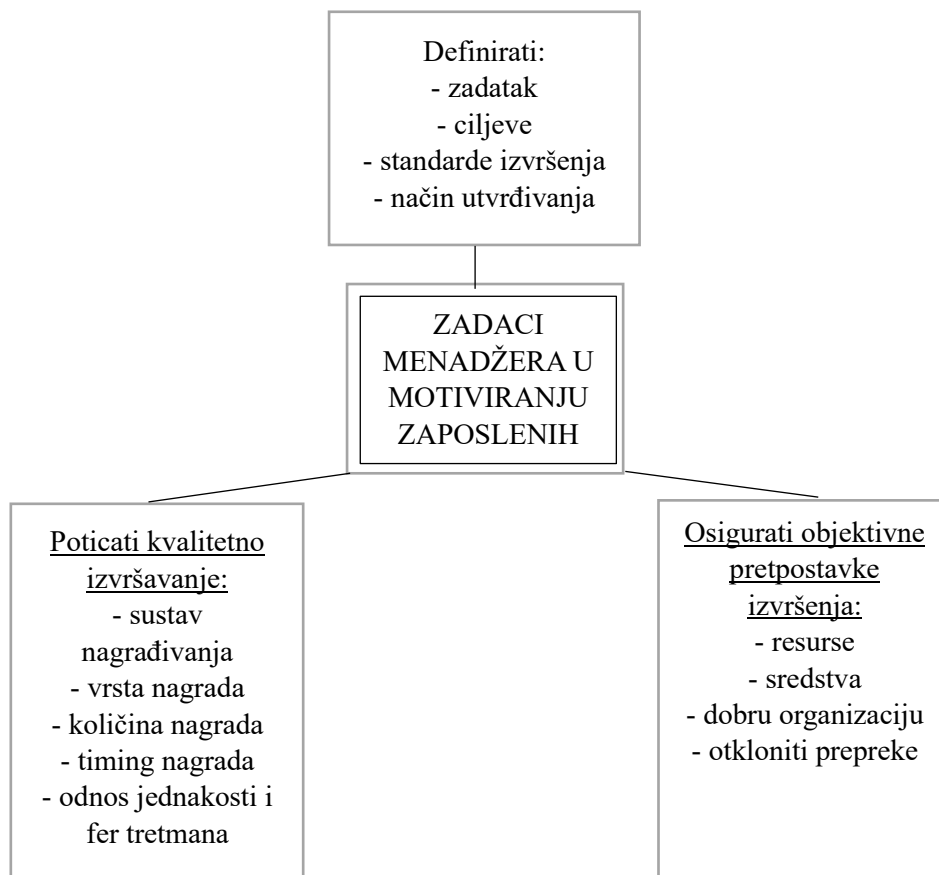 Definirati:
- zadatak
- ciljeve
- standarde izvršenja
- način utvrđivanja
ZADACI
MENADŽERA U
MOTIVIRANJU
ZAPOSLENIH
Poticati kvalitetno
izvršavanje:
- sustav
nagrađivanja
- vrsta nagrada
- količina nagrada
- timing nagrada
- odnos jednakosti i
fer tretmana
Osigurati objektivne
pretpostavke
izvršenja:
- resurse
- sredstva
- dobru organizaciju
- otkloniti prepreke